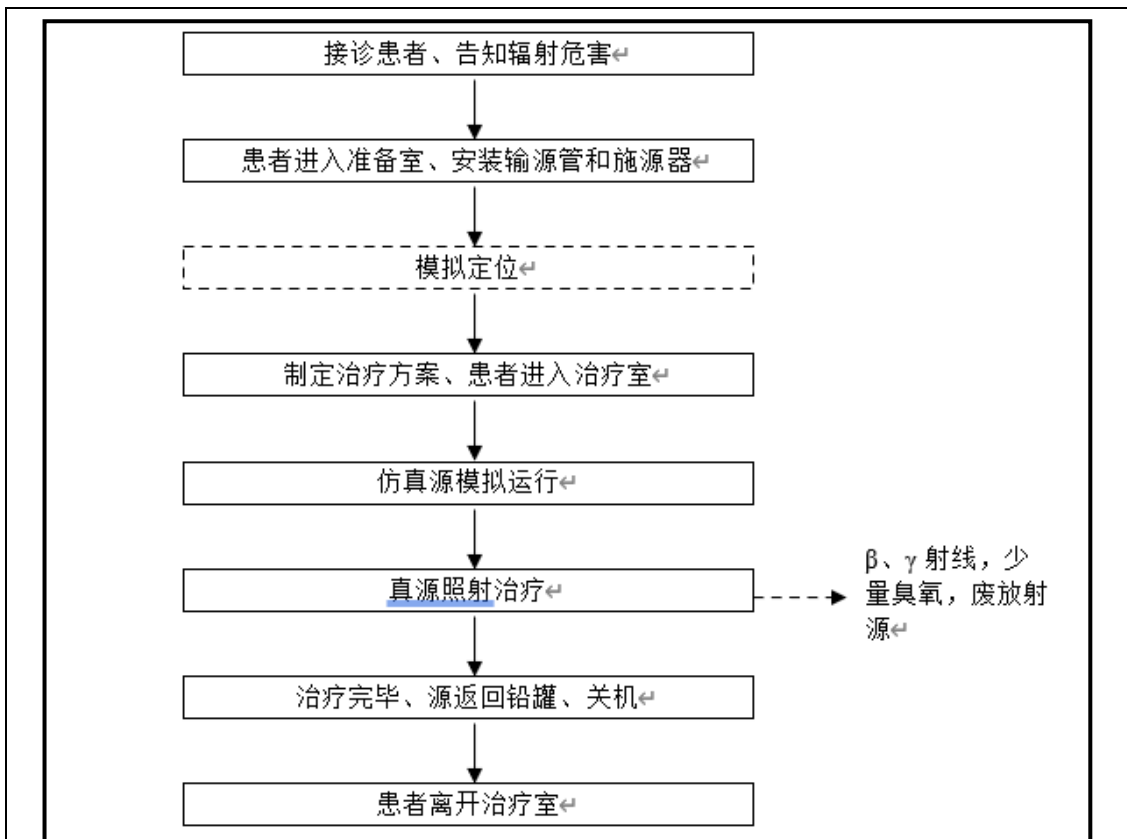 接诊患者、告知辐射危害↵
患者进入准备室、安装输源管和施源器↵
模拟定位↵
制定治疗方案、患者进入治疗室↵
仿真源模拟运行↵
真源照射治疗↵
β、γ 射线，少
量臭氧，废放射
源↵
治疗完毕、源返回铅罐、关机↵
患者离开治疗室↵